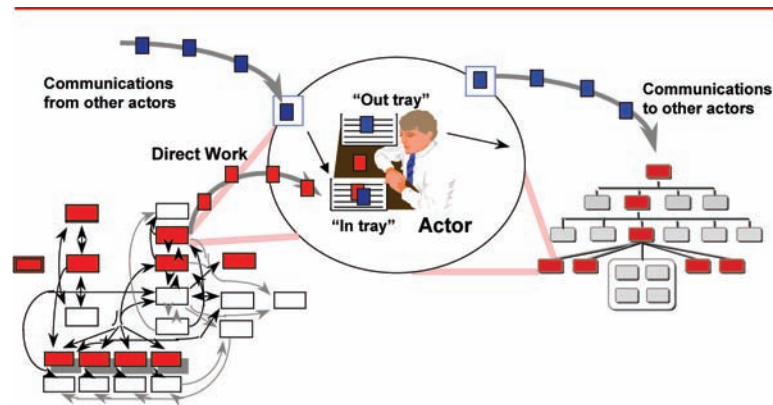 Communications
from other actors
"Out tray"
Communications
to other actors
Direct Work
"In tray"
Actor